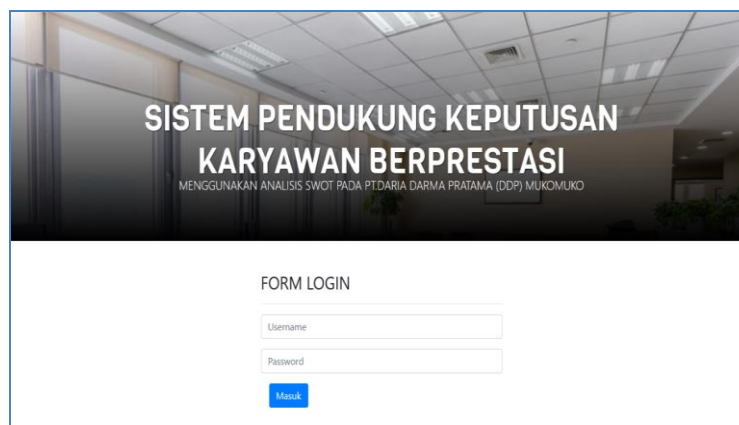 SISTEM PENDUKUNG KEPUTUSAN
KARYAWAN BERPRESTASI
MENGGUNAKAN ANALISIS SWOT PADA PT.DARIA DARMA PRATAMA (DDP) MUKOMUKO
FORM LOGIN
Username
Password
Masuk